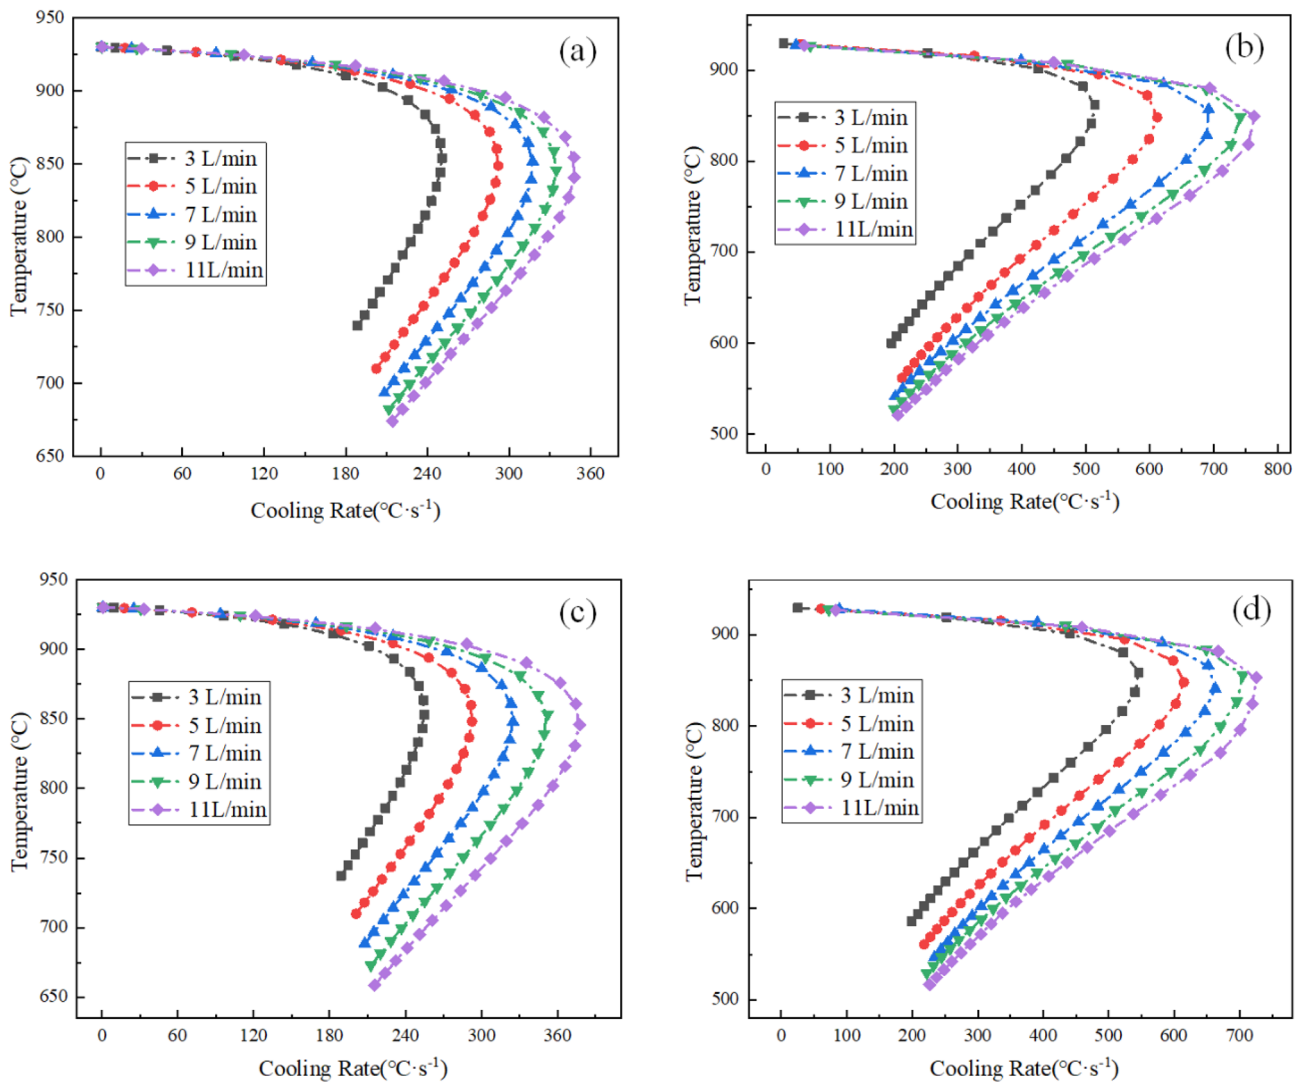 (a)
950
900
850
800
750
700
650
Temperature (℃)
3 L/min
5 L/min
7 L/min
9 L/min
11L/min
0 60 120 180 240 300 360
Cooling Rate(℃·s⁻¹)
(b)
900
800
700
600
500
Temperature (℃)
3 L/min
5 L/min
7 L/min
9 L/min
11L/min
0 100 200 300 400 500 600 700 800
Cooling Rate(℃·s⁻¹)
(c)
950
900
850
800
750
700
650
Temperature (℃)
3 L/min
5 L/min
7 L/min
9 L/min
11L/min
0 60 120 180 240 300 360
Cooling Rate(℃·s⁻¹)
(d)
900
800
700
600
500
Temperature (℃)
3 L/min
5 L/min
7 L/min
9 L/min
11L/min
0 100 200 300 400 500 600 700
Cooling Rate(℃·s⁻¹)